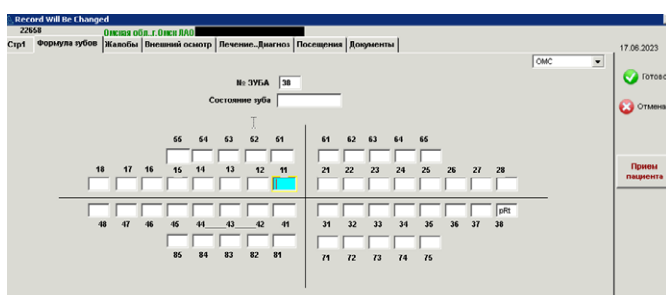 Record Will Be Changed
22658 Омская обл.,г.Омск ЛАО
Стр1 Формула зубов Жалобы Внешний осмотр Лечение..Диагноз Посещения Документы
17.06.2023
ОМС
Готово
№ ЗУБА 38
Состояние зуба
Отмена
55 54 53 52 51 61 62 63 64 65
18 17 16 15 14 13 12 11 21 22 23 24 25 26 27 28
Прием
пациента
pRt
48 47 46 45 44 43 42 41 31 32 33 34 35 36 37 38
85 84 83 82 81 71 72 73 74 75